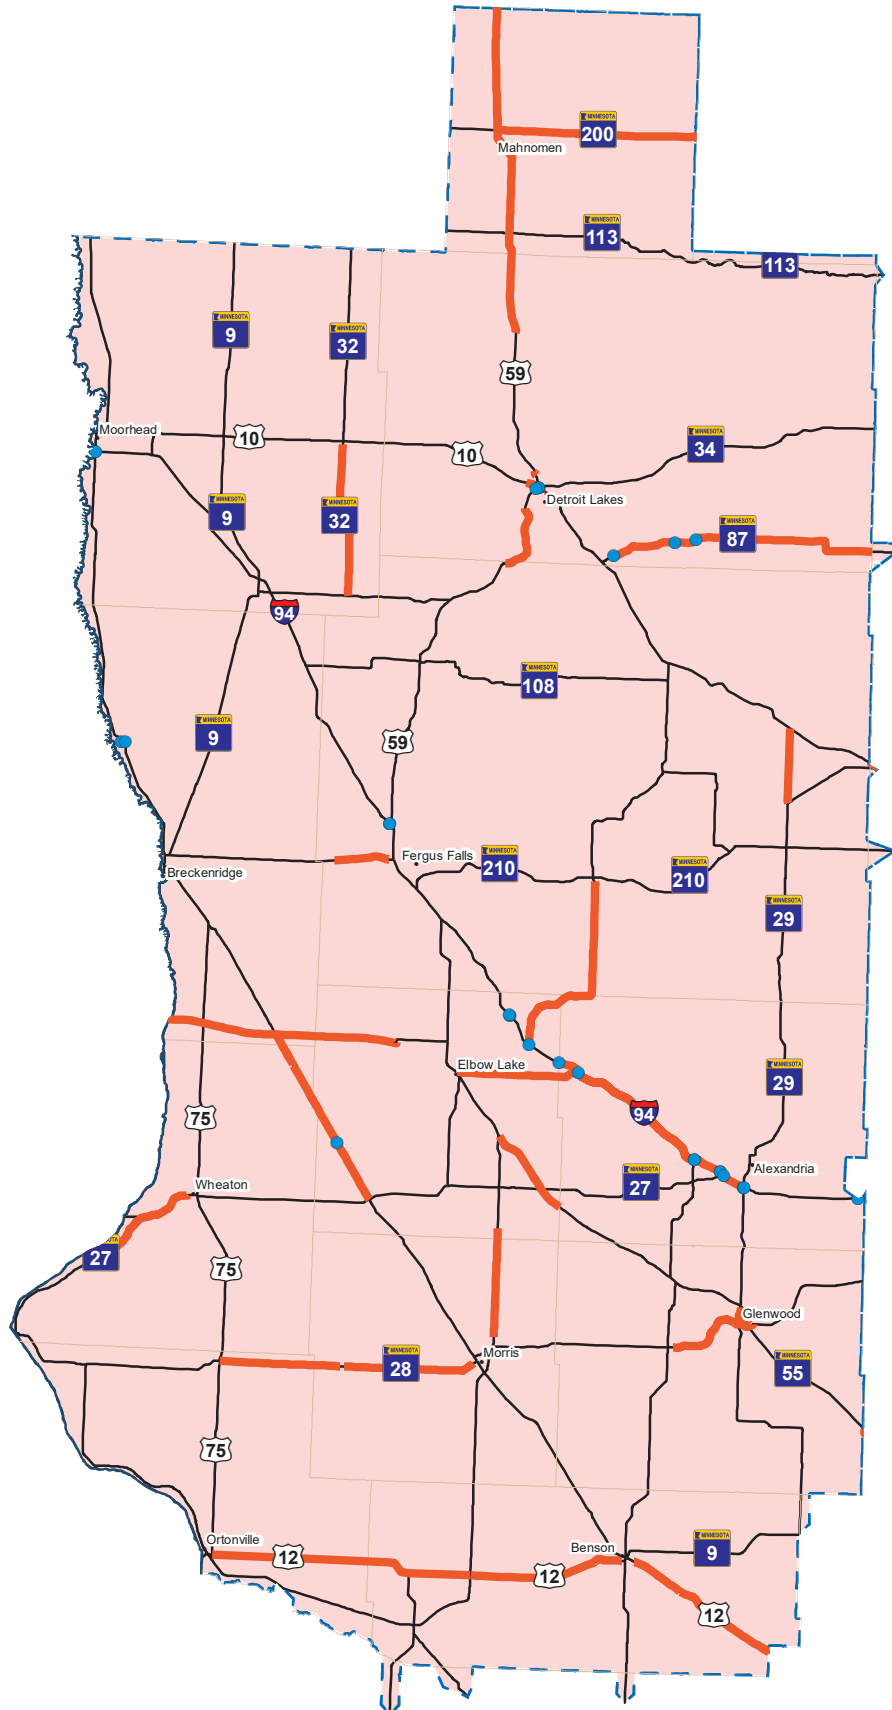 MINNESOTA
200
Mahnomen
MINNESOTA
113
113
MINNESOTA
9
MINNESOTA
32
59
Moorhead
10
10
MINNESOTA
34
MINNESOTA
9
MINNESOTA
32
Detroit Lakes
MINNESOTA
87
94
MINNESOTA
108
MINNESOTA
9
59
Fergus Falls
MINNESOTA
210
MINNESOTA
210
Breckenridge
MINNESOTA
29
Elbow Lake
MINNESOTA
29
94
75
Alexandria
MINNESOTA
27
Wheaton
27
75
Glenwood
Morris
MINNESOTA
28
MINNESOTA
55
75
Ortonville
12
Benson
MINNESOTA
9
12
12